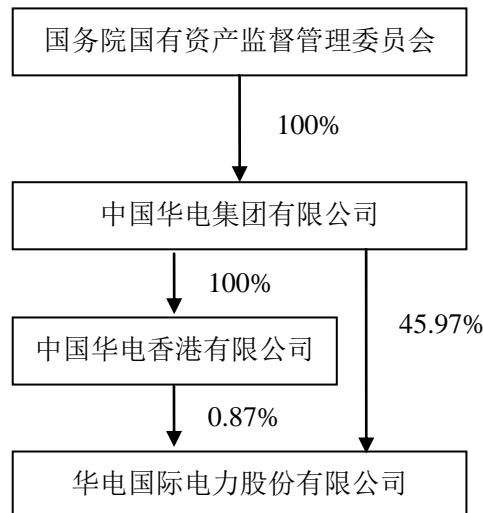 国务院国有资产监督管理委员会
100%
中国华电集团有限公司
100%
45.97%
中国华电香港有限公司
0.87%
华电国际电力股份有限公司